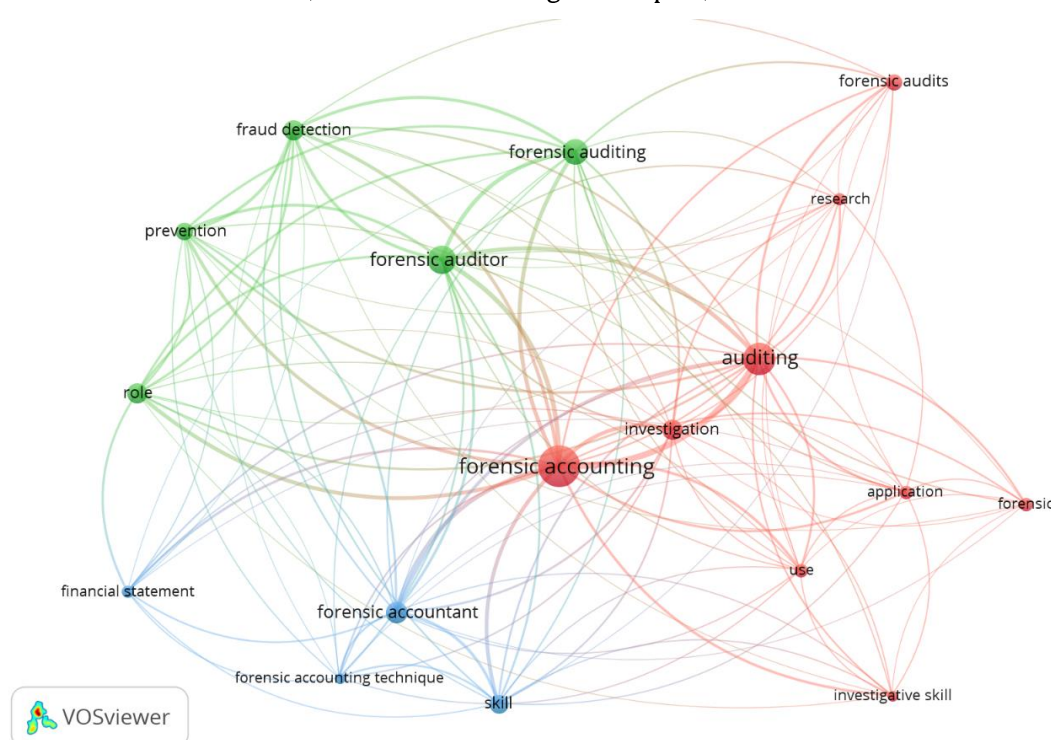 forensic audits
fraud detection
forensic auditing
research
prevention
forensic auditor
auditing
role
investigation
forensic accounting
application
forensic
use
financial statement
forensic accountant
forensic accounting technique
skill
investigative skill
VOSviewer